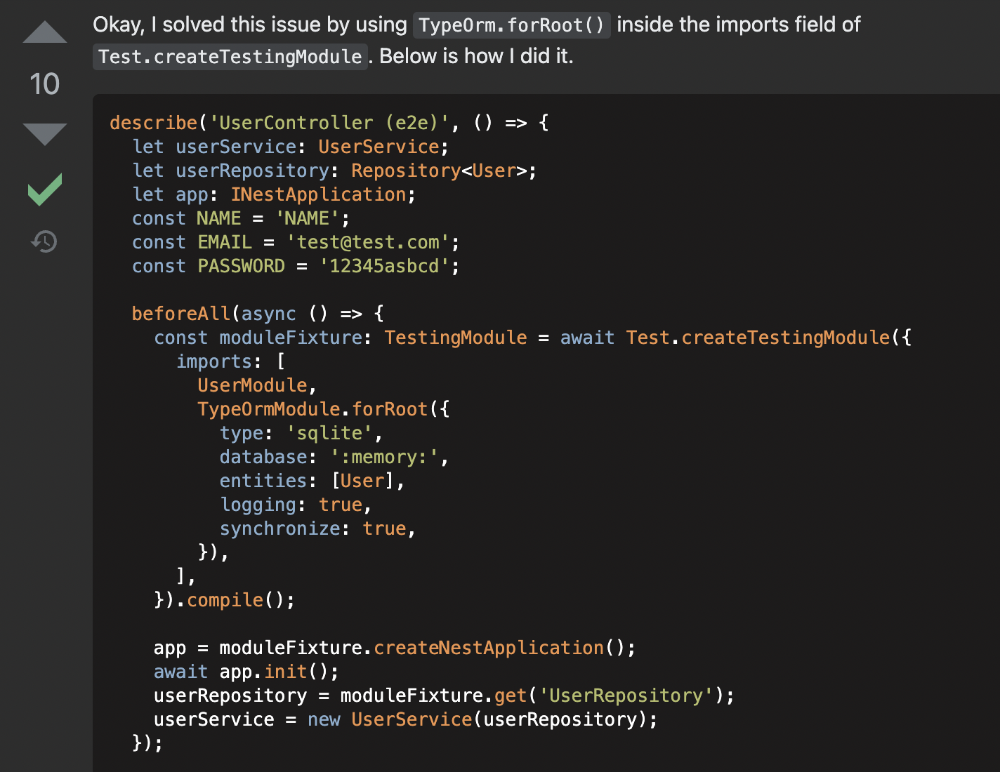 Okay, I solved this issue by using TypeOrm.forRoot() inside the imports field of
Test.createTestingModule. Below is how I did it.
10
describe('UserController (e2e)', () => {
  let userService: UserService;
  let userRepository: Repository<User>;
  let app: INestApplication;
  const NAME = 'NAME';
  const EMAIL = 'test@test.com';
  const PASSWORD = '12345asbcd';

  beforeAll(async () => {
    const moduleFixture: TestingModule = await Test.createTestingModule({
      imports: [
        UserModule,
        TypeOrmModule.forRoot({
          type: 'sqlite',
          database: ':memory:',
          entities: [User],
          logging: true,
          synchronize: true,
        }),
      ],
    }).compile();

    app = moduleFixture.createNestApplication();
    await app.init();
    userRepository = moduleFixture.get('UserRepository');
    userService = new UserService(userRepository);
  });